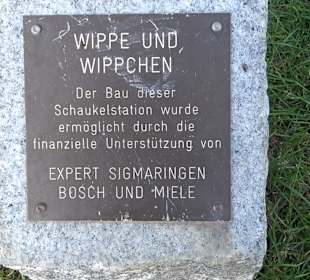 WIPPE UND
WIPPCHEN
Der Bau dieser
Schaukelstation wurde
ermöglicht durch die
finanzielle Unterstützung von
EXPERT SIGMARINGEN
BOSCH UND MIELE